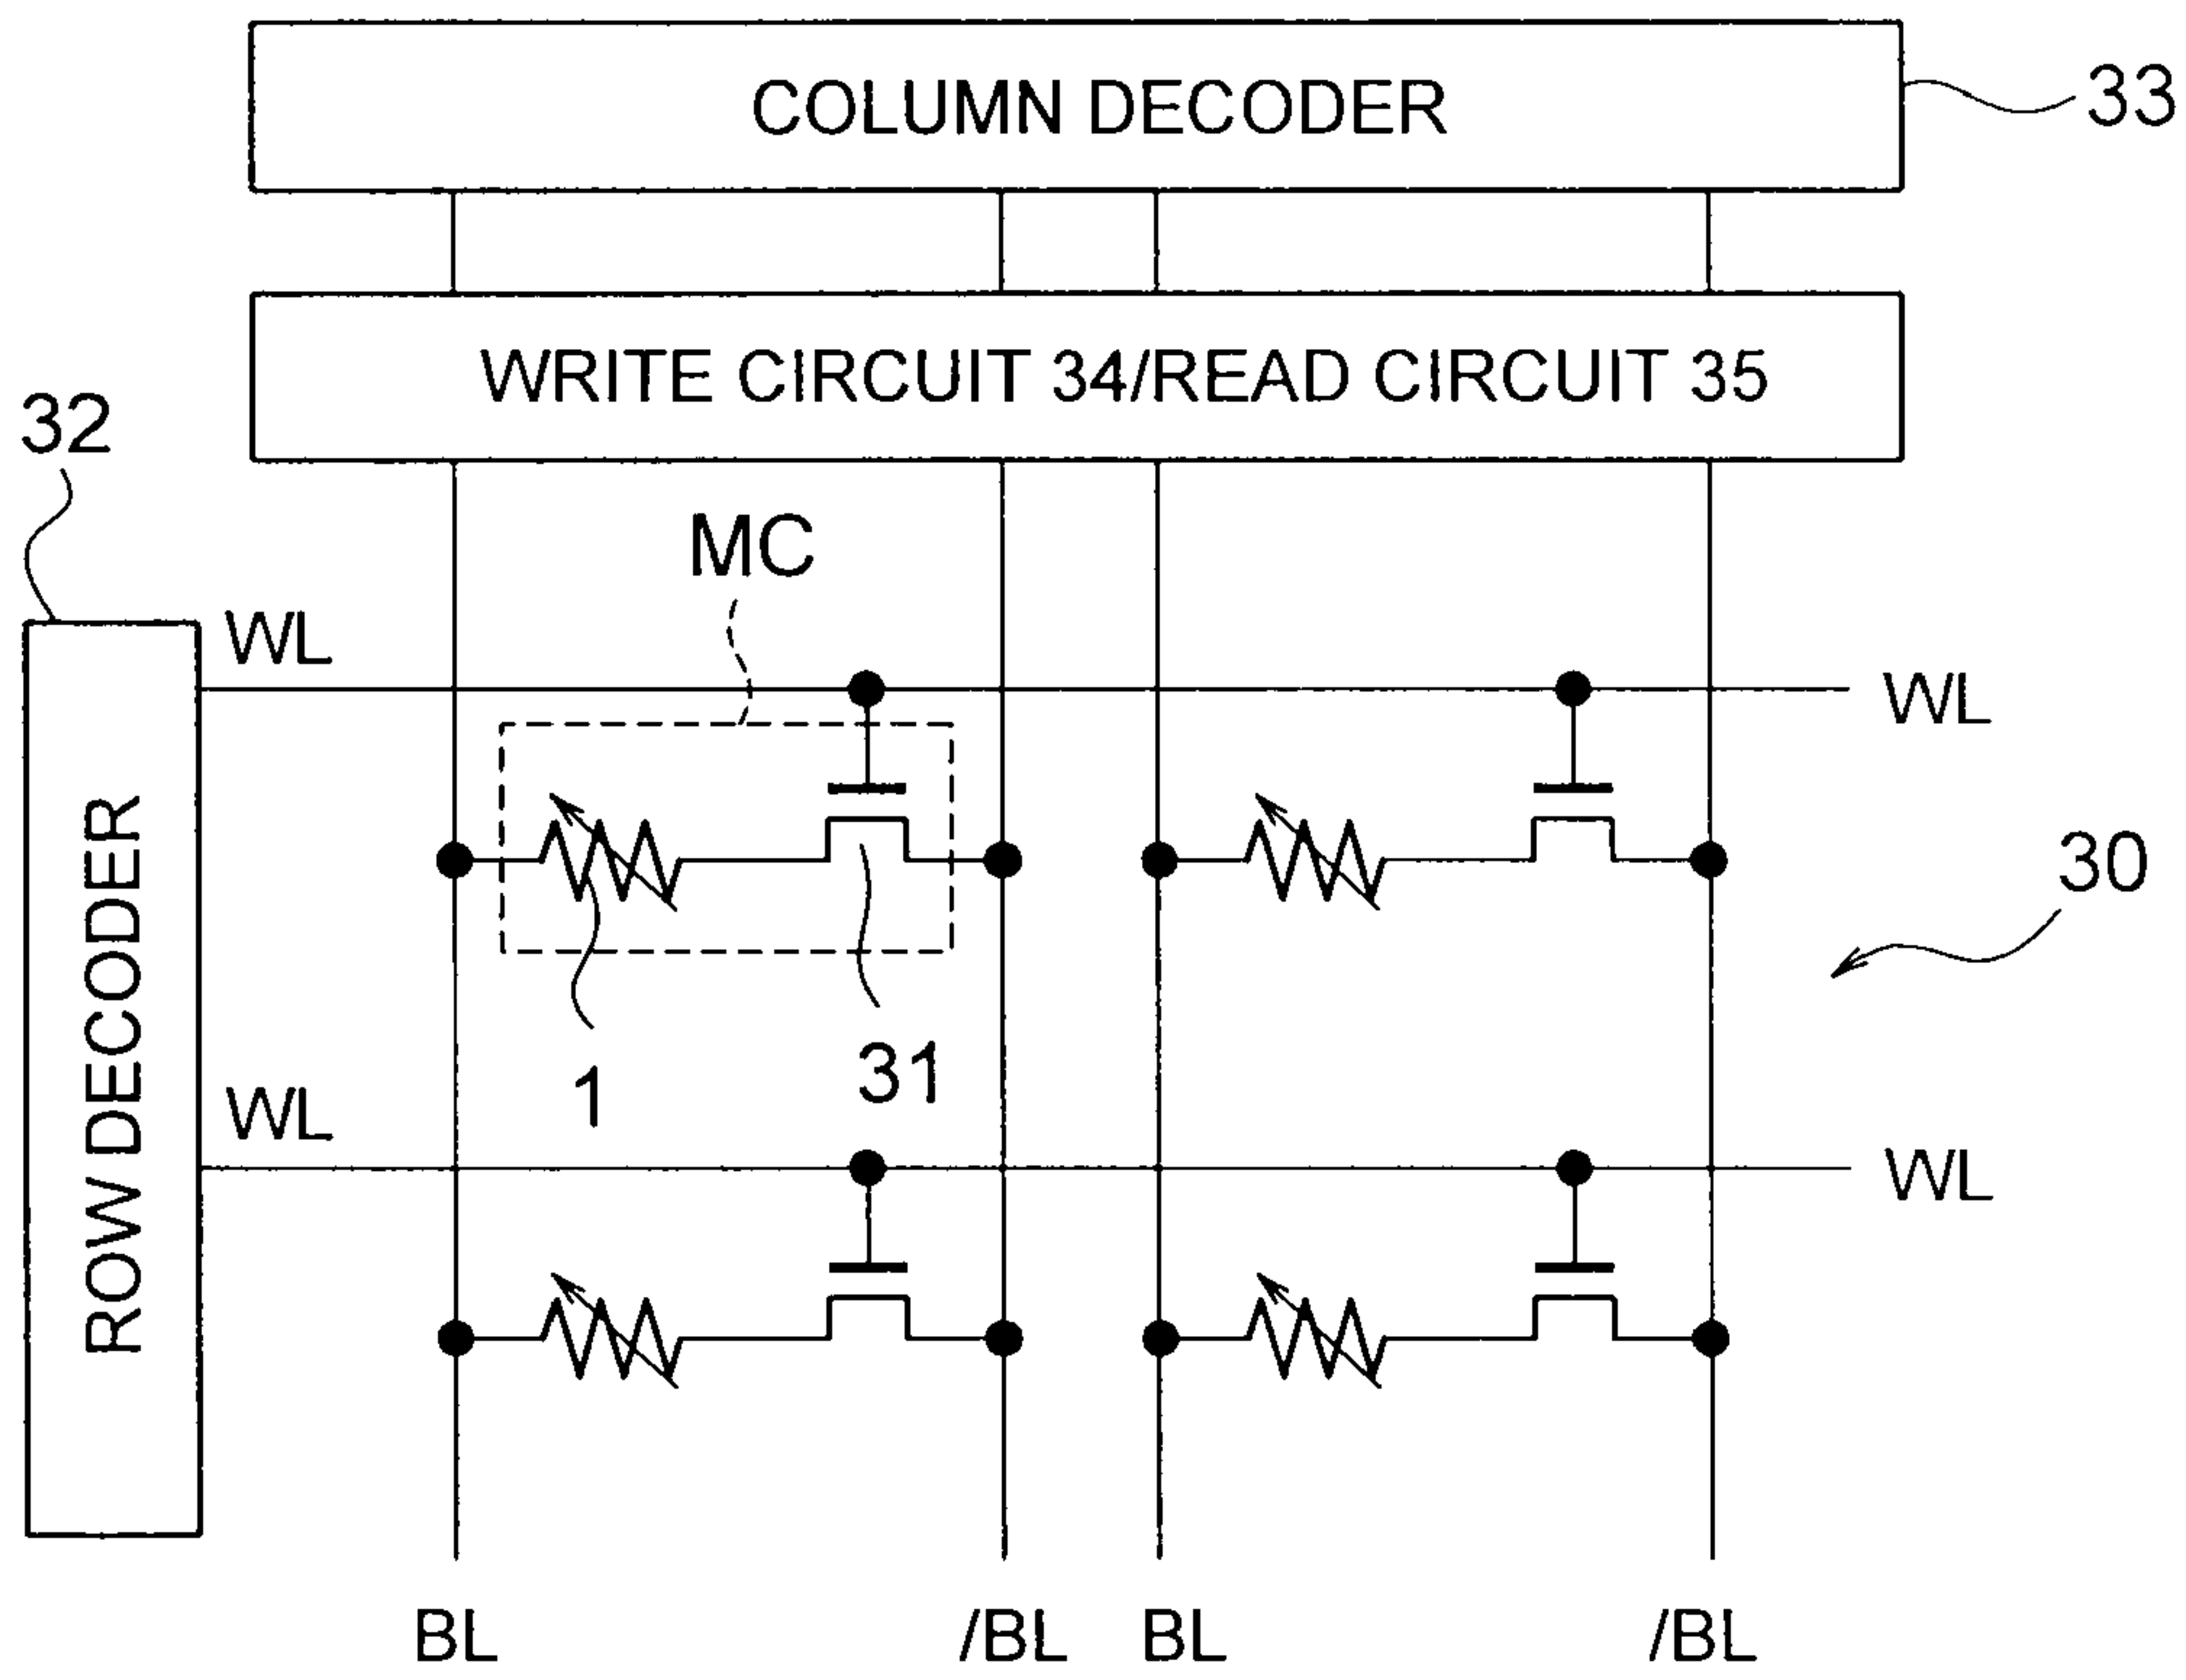 COLUMN DECODER
33
WRITE CIRCUIT 34/READ CIRCUIT 35
32
MC
WL
WL
ROW DECODER
30
1
31
WL
WL
BL
/BL
BL
/BL